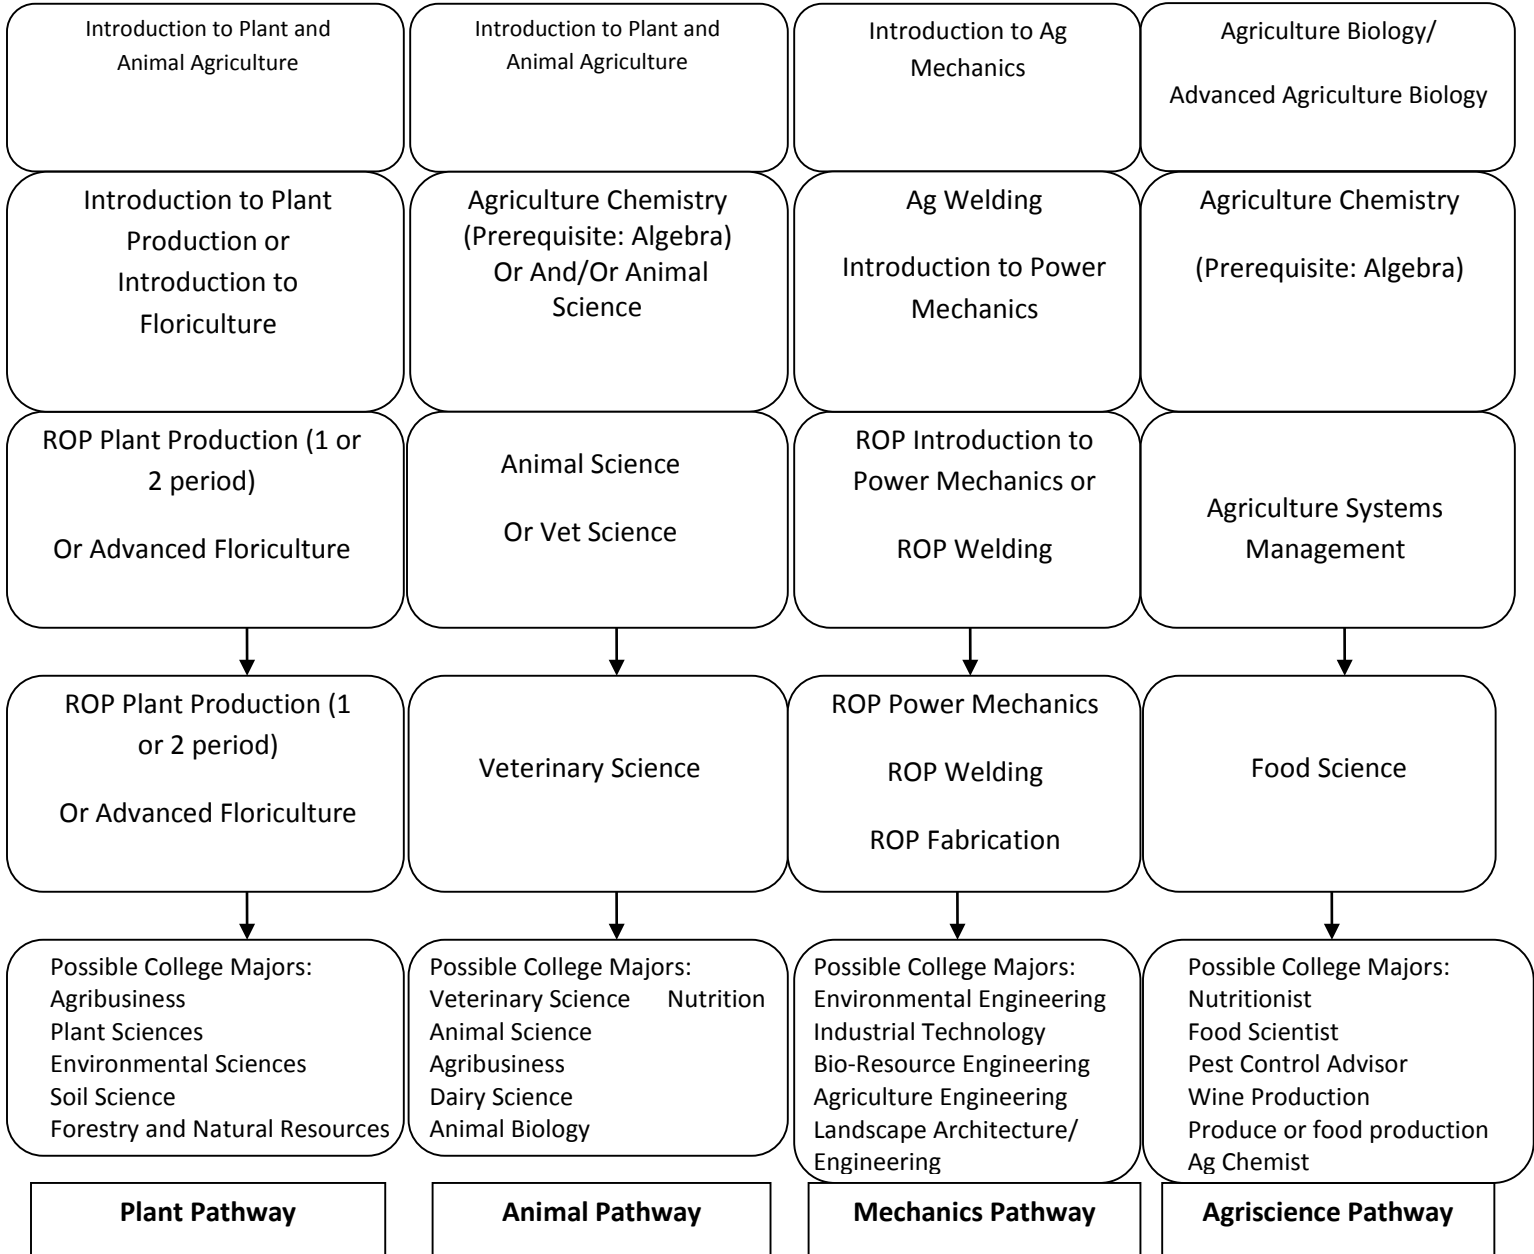 Introduction to Plant and
Animal Agriculture
Introduction to Plant and
Animal Agriculture
Introduction to Ag
Mechanics
Agriculture Biology/
Advanced Agriculture Biology
Introduction to Plant
Production or
Introduction to
Floriculture
Agriculture Chemistry
(Prerequisite: Algebra)
Or And/Or Animal
Science
Ag Welding
Introduction to Power
Mechanics
Agriculture Chemistry
(Prerequisite: Algebra)
ROP Plant Production (1 or
2 period)
Or Advanced Floriculture
Animal Science
Or Vet Science
ROP Introduction to
Power Mechanics or
ROP Welding
Agriculture Systems
Management
ROP Plant Production (1
or 2 period)
Or Advanced Floriculture
Veterinary Science
ROP Power Mechanics
ROP Welding
ROP Fabrication
Food Science
Possible College Majors:
Agribusiness
Plant Sciences
Environmental Sciences
Soil Science
Forestry and Natural Resources
Possible College Majors:
Veterinary Science Nutrition
Animal Science
Agribusiness
Dairy Science
Animal Biology
Possible College Majors:
Environmental Engineering
Industrial Technology
Bio-Resource Engineering
Agriculture Engineering
Landscape Architecture/
Engineering
Possible College Majors:
Nutritionist
Food Scientist
Pest Control Advisor
Wine Production
Produce or food production
Ag Chemist
Plant Pathway
Animal Pathway
Mechanics Pathway
Agriscience Pathway